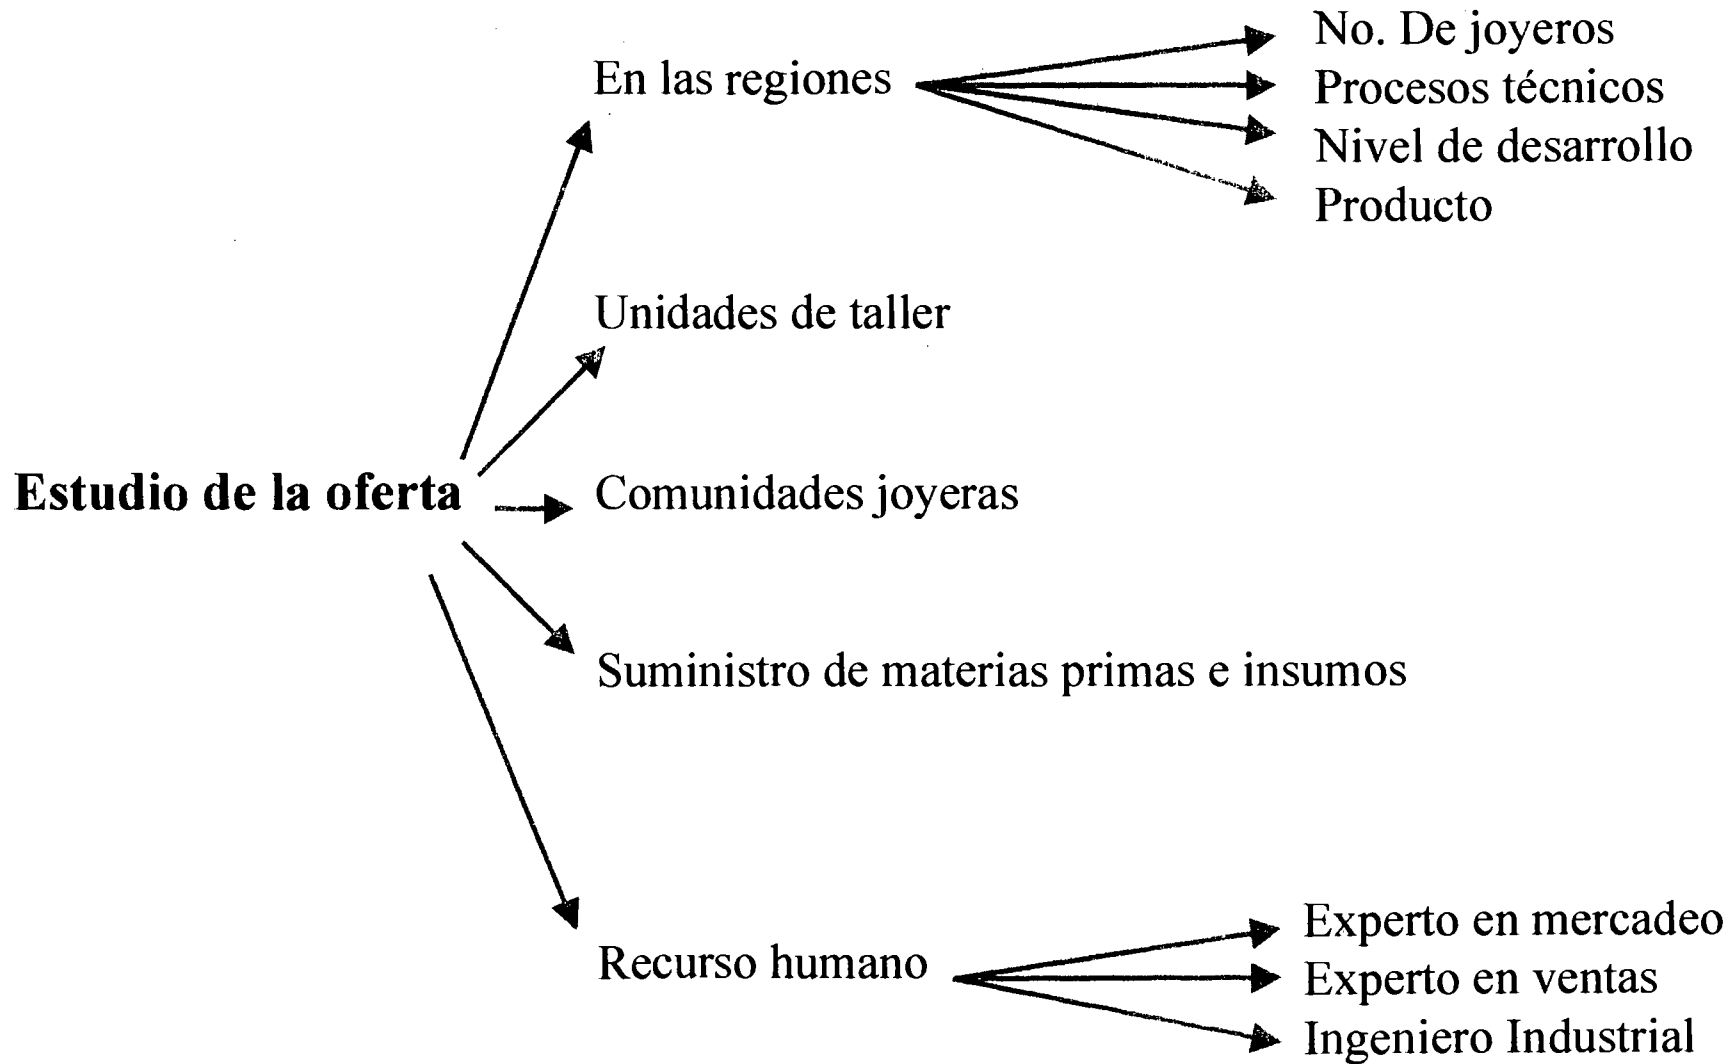 No. De joyeros
En las regiones
Procesos técnicos
Nivel de desarrollo
Producto
Unidades de taller
Estudio de la oferta
Comunidades joyeras
Suministro de materias primas e insumos
Recurso humano
Experto en mercadeo
Experto en ventas
Ingeniero Industrial